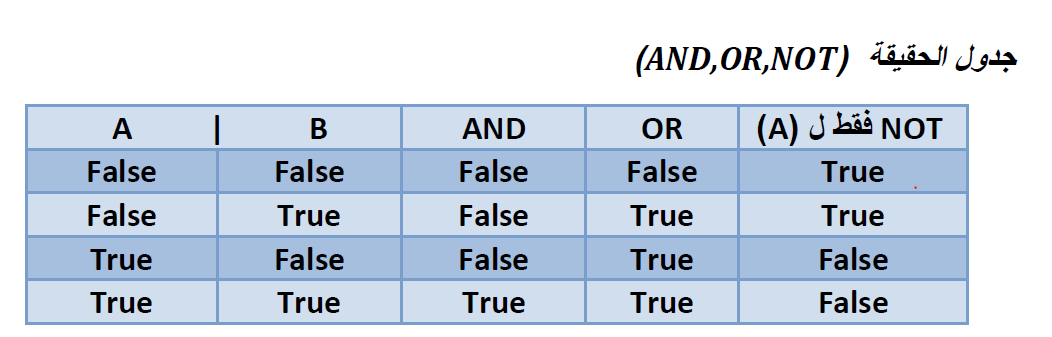 جدول الحقيقة (AND,OR,NOT)
A | B AND OR NOT فقط ل (A)
False False False False True
False True False True True
True False False True False
True True True True False